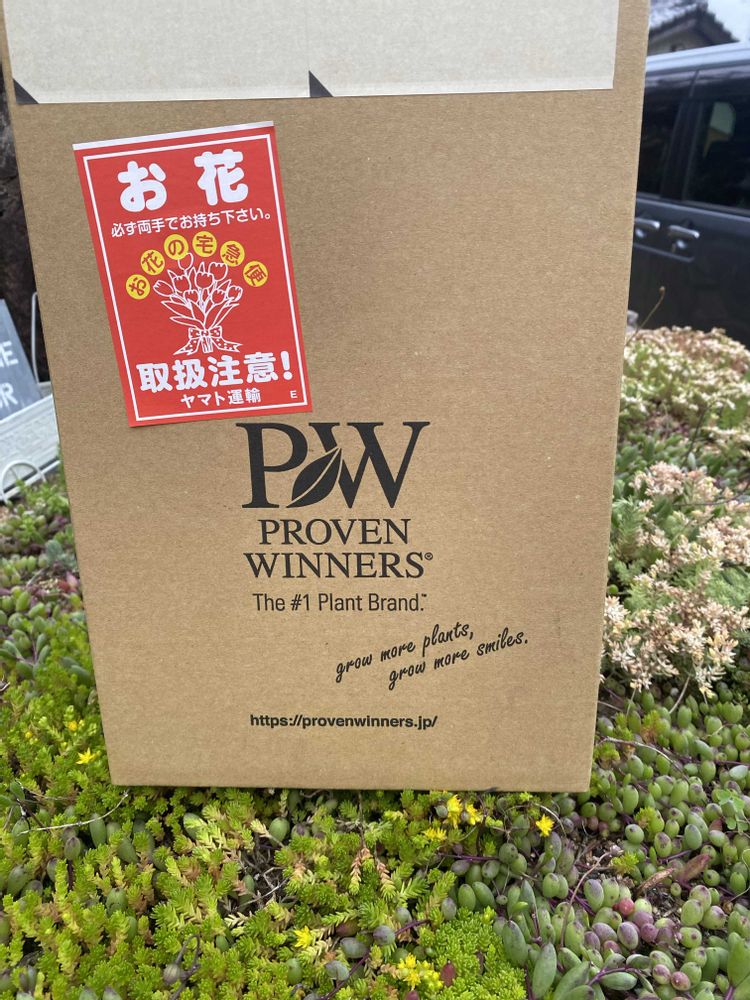 お花
必ず両手でお持ち下さい。
お花の宅急便
取扱注意!
ヤマト運輸 E
PW
PROVEN
WINNERS®
The #1 Plant Brand.™
grow more plants,
grow more smiles.
https://provenwinners.jp/